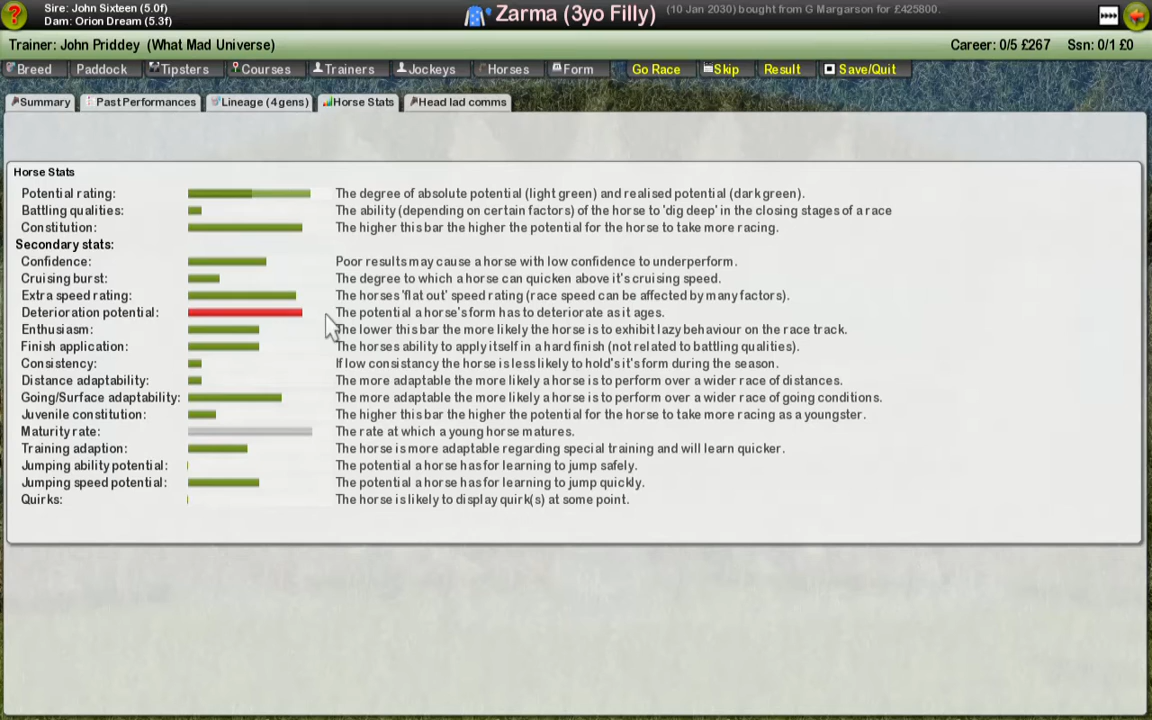 Sire: John Sixteen (5.0f)
Dam: Orion Dream (5.3f)
Zarma (3yo Filly) (10 Jan 2030) bought from G Margarson for £425800.
Trainer: John Priddey (What Mad Universe) Career: 0/5 £267 Ssn: 0/1 £0
Breed Paddock Tipsters Courses Trainers Jockeys Horses Form Go Race Skip Result Save/Quit
Summary Past Performances Lineage (4 gens) Horse Stats Head lad comms
Horse Stats
Potential rating: The degree of absolute potential (light green) and realised potential (dark green).
Battling qualities: The ability (depending on certain factors) of the horse to 'dig deep' in the closing stages of a race
Constitution: The higher this bar the higher the potential for the horse to take more racing.
Secondary stats:
Confidence: Poor results may cause a horse with low confidence to underperform.
Cruising burst: The degree to which a horse can quicken above it's cruising speed.
Extra speed rating: The horses 'flat out' speed rating (race speed can be affected by many factors).
Deterioration potential: The potential a horse's form has to deteriorate as it ages.
Enthusiasm: The lower this bar the more likely the horse is to exhibit lazy behaviour on the race track.
Finish application: The horses ability to apply itself in a hard finish (not related to battling qualities).
Consistency: If low consistancy the horse is less likely to hold's it's form during the season.
Distance adaptability: The more adaptable the more likely a horse is to perform over a wider race of distances.
Going/Surface adaptability: The more adaptable the more likely a horse is to perform over a wider race of going conditions.
Juvenile constitution: The higher this bar the higher the potential for the horse to take more racing as a youngster.
Maturity rate: The rate at which a young horse matures.
Training adaption: The horse is more adaptable regarding special training and will learn quicker.
Jumping ability potential: The potential a horse has for learning to jump safely.
Jumping speed potential: The potential a horse has for learning to jump quickly.
Quirks: The horse is likely to display quirk(s) at some point.